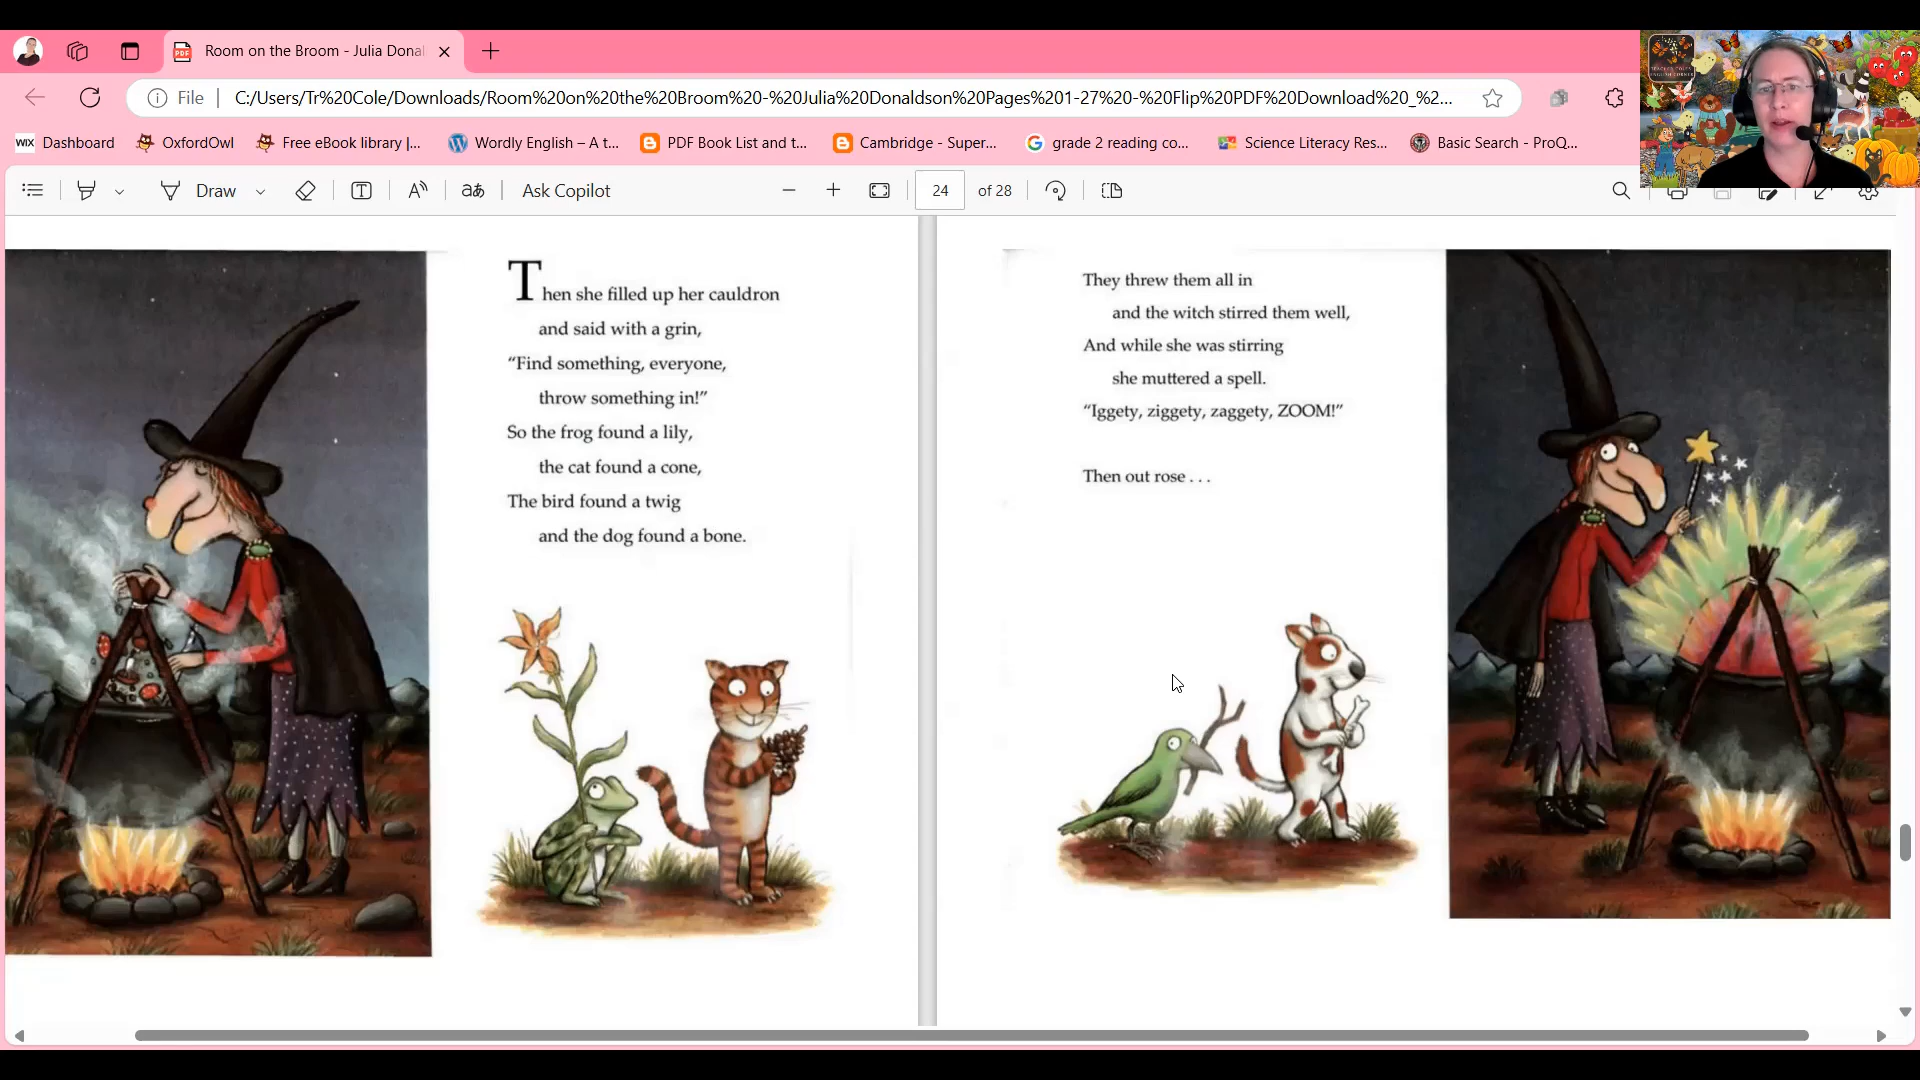 Room on the Broom - Julia Donal
File
C:/Users/Tr%20Cole/Downloads/Room%20on%20the%20Broom%20-%20Julia%20Donaldson%20Pages%201-27%20-%20Flip%20PDF%20Download%20_%2...
WIX Dashboard
OxfordOwl
Free eBook library |...
Wordly English – A t...
PDF Book List and t...
Cambridge - Super...
grade 2 reading co...
Science Literacy Res...
Basic Search - ProQ...
Draw
Ask Copilot
24 of 28
Then she filled up her cauldron
and said with a grin,
“Find something, everyone,
throw something in!”
So the frog found a lily,
the cat found a cone,
The bird found a twig
and the dog found a bone.
They threw them all in
and the witch stirred them well,
And while she was stirring
she muttered a spell.
“Iggety, ziggety, zaggety, ZOOM!”
Then out rose . . .